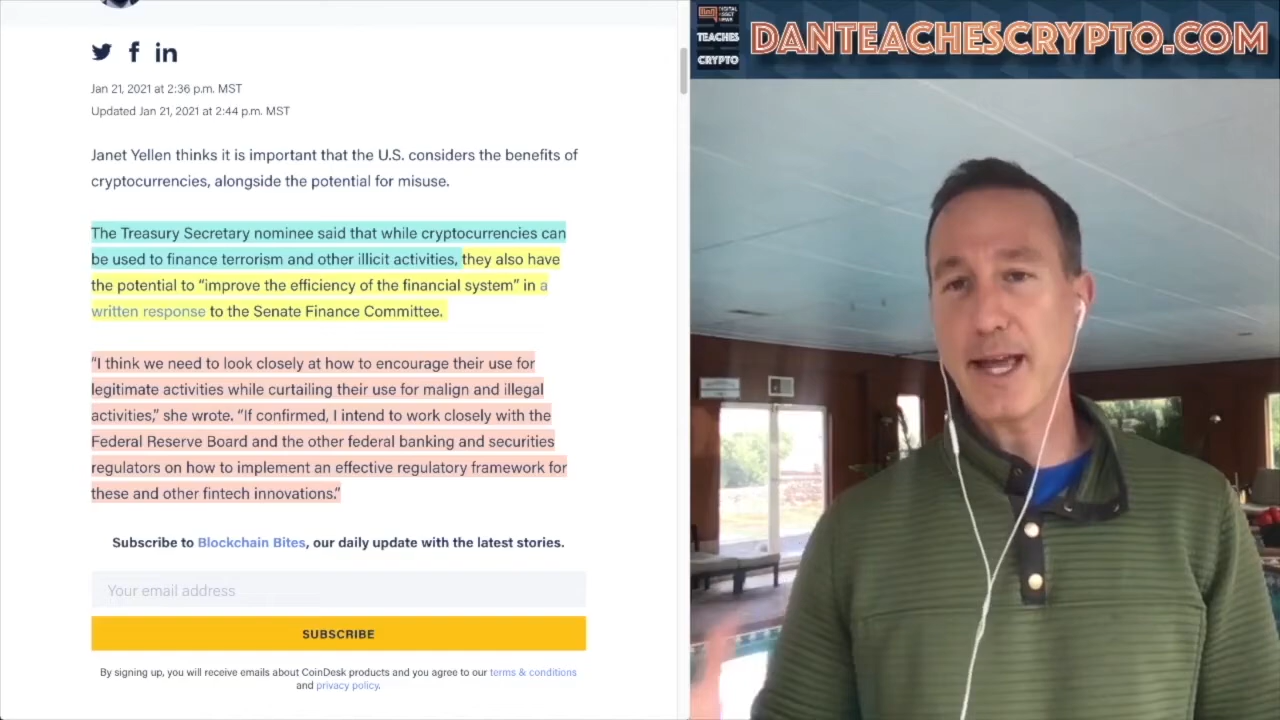 Jan 21, 2021 at 2:36 p.m. MST
Updated Jan 21, 2021 at 2:44 p.m. MST
Janet Yellen thinks it is important that the U.S. considers the benefits of
cryptocurrencies, alongside the potential for misuse.
The Treasury Secretary nominee said that while cryptocurrencies can
be used to finance terrorism and other illicit activities, they also have
the potential to “improve the efficiency of the financial system” in a
written response to the Senate Finance Committee.
“I think we need to look closely at how to encourage their use for
legitimate activities while curtailing their use for malign and illegal
activities,” she wrote. “If confirmed, I intend to work closely with the
Federal Reserve Board and the other federal banking and securities
regulators on how to implement an effective regulatory framework for
these and other fintech innovations.”
Subscribe to Blockchain Bites, our daily update with the latest stories.
Your email address
SUBSCRIBE
By signing up, you will receive emails about CoinDesk products and you agree to our terms & conditions
and privacy policy.
DIGITAL
ASSET
NEWS
TEACHES
CRYPTO
DANTEACHESCRYPTO.COM